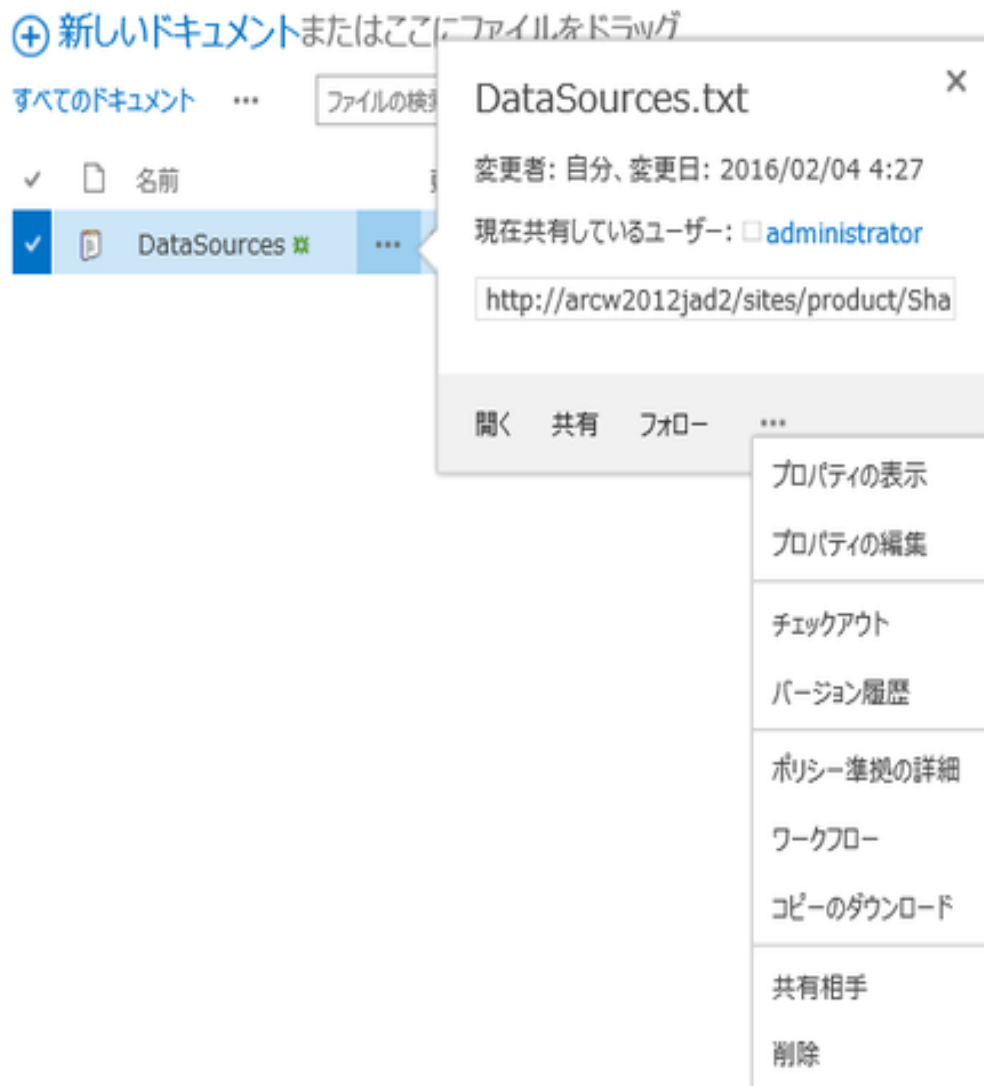 新しいドキュメントまたはここにファイルをドラッグ
すべてのドキュメント ...
ファイルの検索
名前
DataSources ...
DataSources.txt
変更者: 自分、変更日: 2016/02/04 4:27
現在共有しているユーザー: administrator
http://arcw2012jad2/sites/product/Sha
開く 共有 フォロー ...
プロパティの表示
プロパティの編集
チェックアウト
バージョン履歴
ポリシー準拠の詳細
ワークフロー
コピーのダウンロード
共有相手
削除